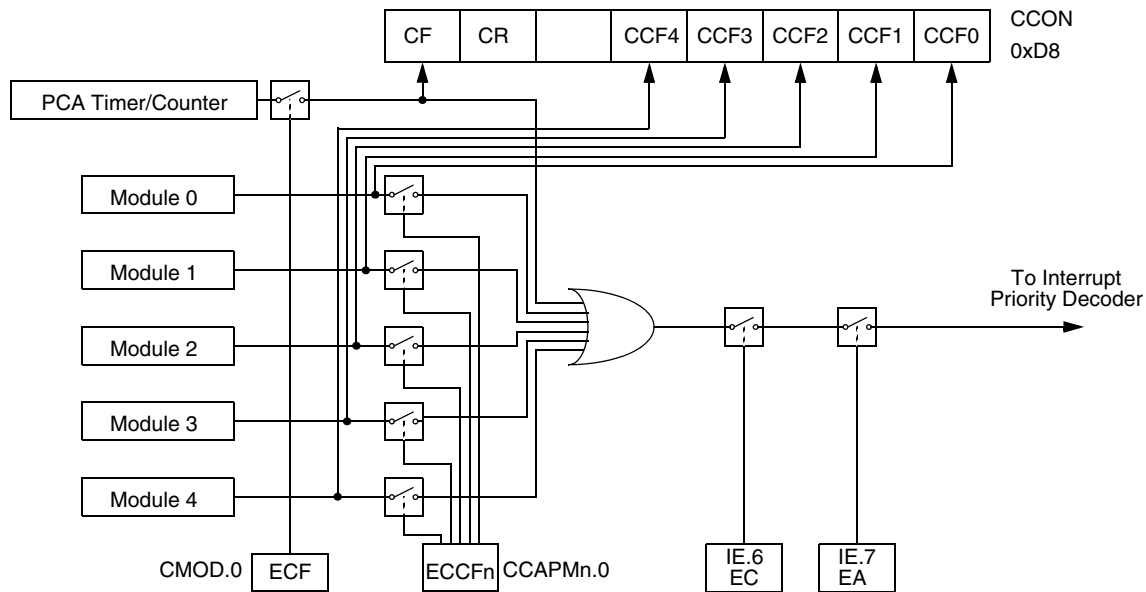 CF CR CCF4 CCF3 CCF2 CCF1 CCF0 CCON
0xD8
PCA Timer/Counter
Module 0
Module 1
Module 2
Module 3
Module 4
To Interrupt
Priority Decoder
CMOD.0 ECF ECCFn CCAPMn.0
IE.6
EC
IE.7
EA